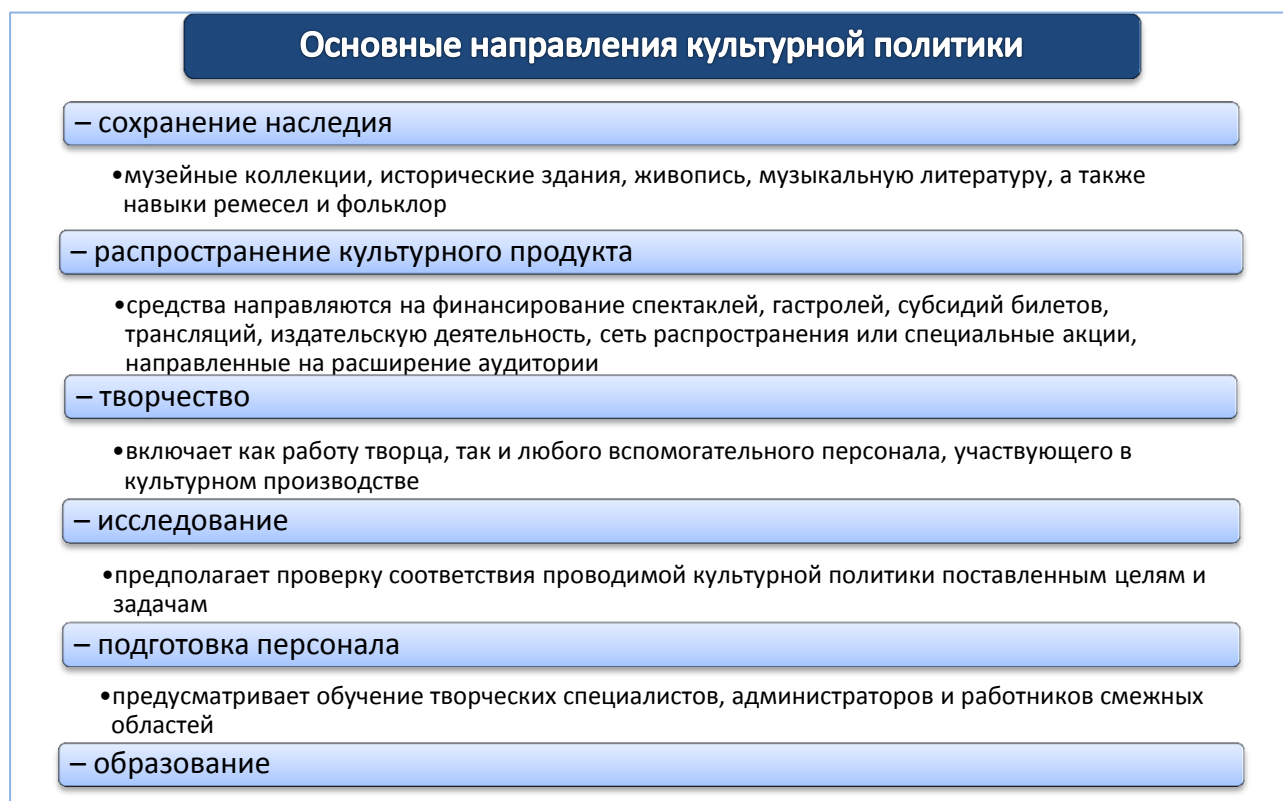 Основные направления культурной политики
– сохранение наследия
•музейные коллекции, исторические здания, живопись, музыкальную литературу, а также
навыки ремесел и фольклор
– распространение культурного продукта
•средства направляются на финансирование спектаклей, гастролей, субсидий билетов,
трансляций, издательскую деятельность, сеть распространения или специальные акции,
направленные на расширение аудитории
– творчество
•включает как работу творца, так и любого вспомогательного персонала, участвующего в
культурном производстве
– исследование
•предполагает проверку соответствия проводимой культурной политики поставленным целям и
задачам
– подготовка персонала
•предусматривает обучение творческих специалистов, администраторов и работников смежных
областей
– образование